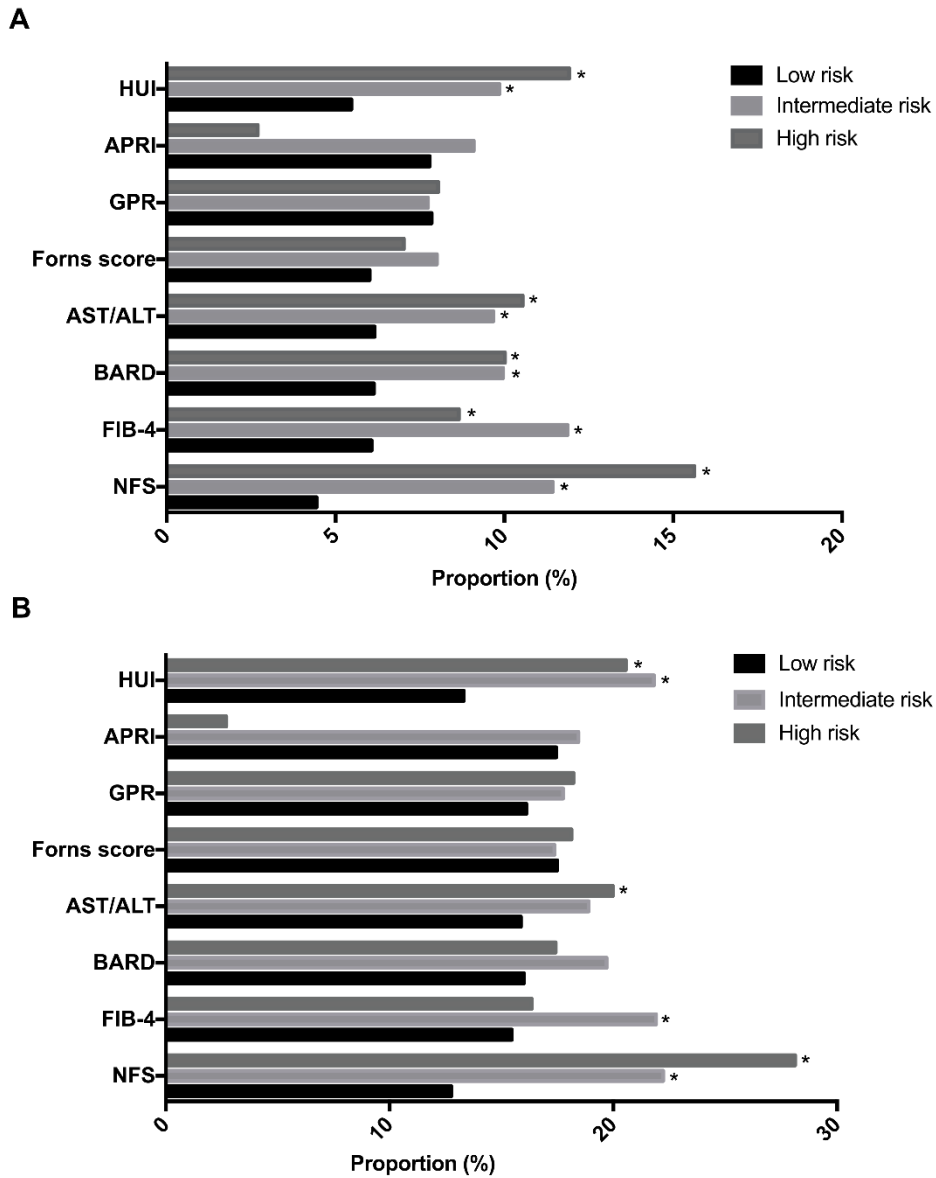 A
HUI
*
*
APRI
GPR
Forns score
AST/ALT
*
*
BARD
*
*
FIB-4
*
*
NFS
*
*
0 5 10 15 20
Proportion (%)
Low risk
Intermediate risk
High risk
B
HUI
*
*
APRI
GPR
Forns score
AST/ALT
*
BARD
FIB-4
*
NFS
*
*
0 10 20 30
Proportion (%)
Low risk
Intermediate risk
High risk